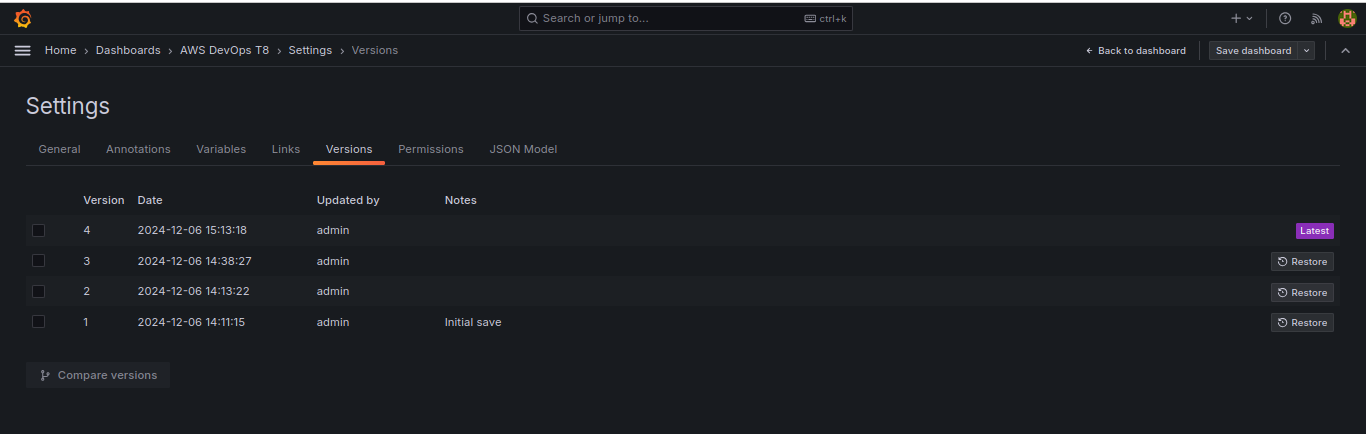 Search or jump to... ctrl+k
Home › Dashboards › AWS DevOps T8 › Settings › Versions
Back to dashboard
Save dashboard
Settings
General Annotations Variables Links Versions Permissions JSON Model
Version Date Updated by Notes
4 2024-12-06 15:13:18 admin Latest
3 2024-12-06 14:38:27 admin Restore
2 2024-12-06 14:13:22 admin Restore
1 2024-12-06 14:11:15 admin Initial save Restore
Compare versions